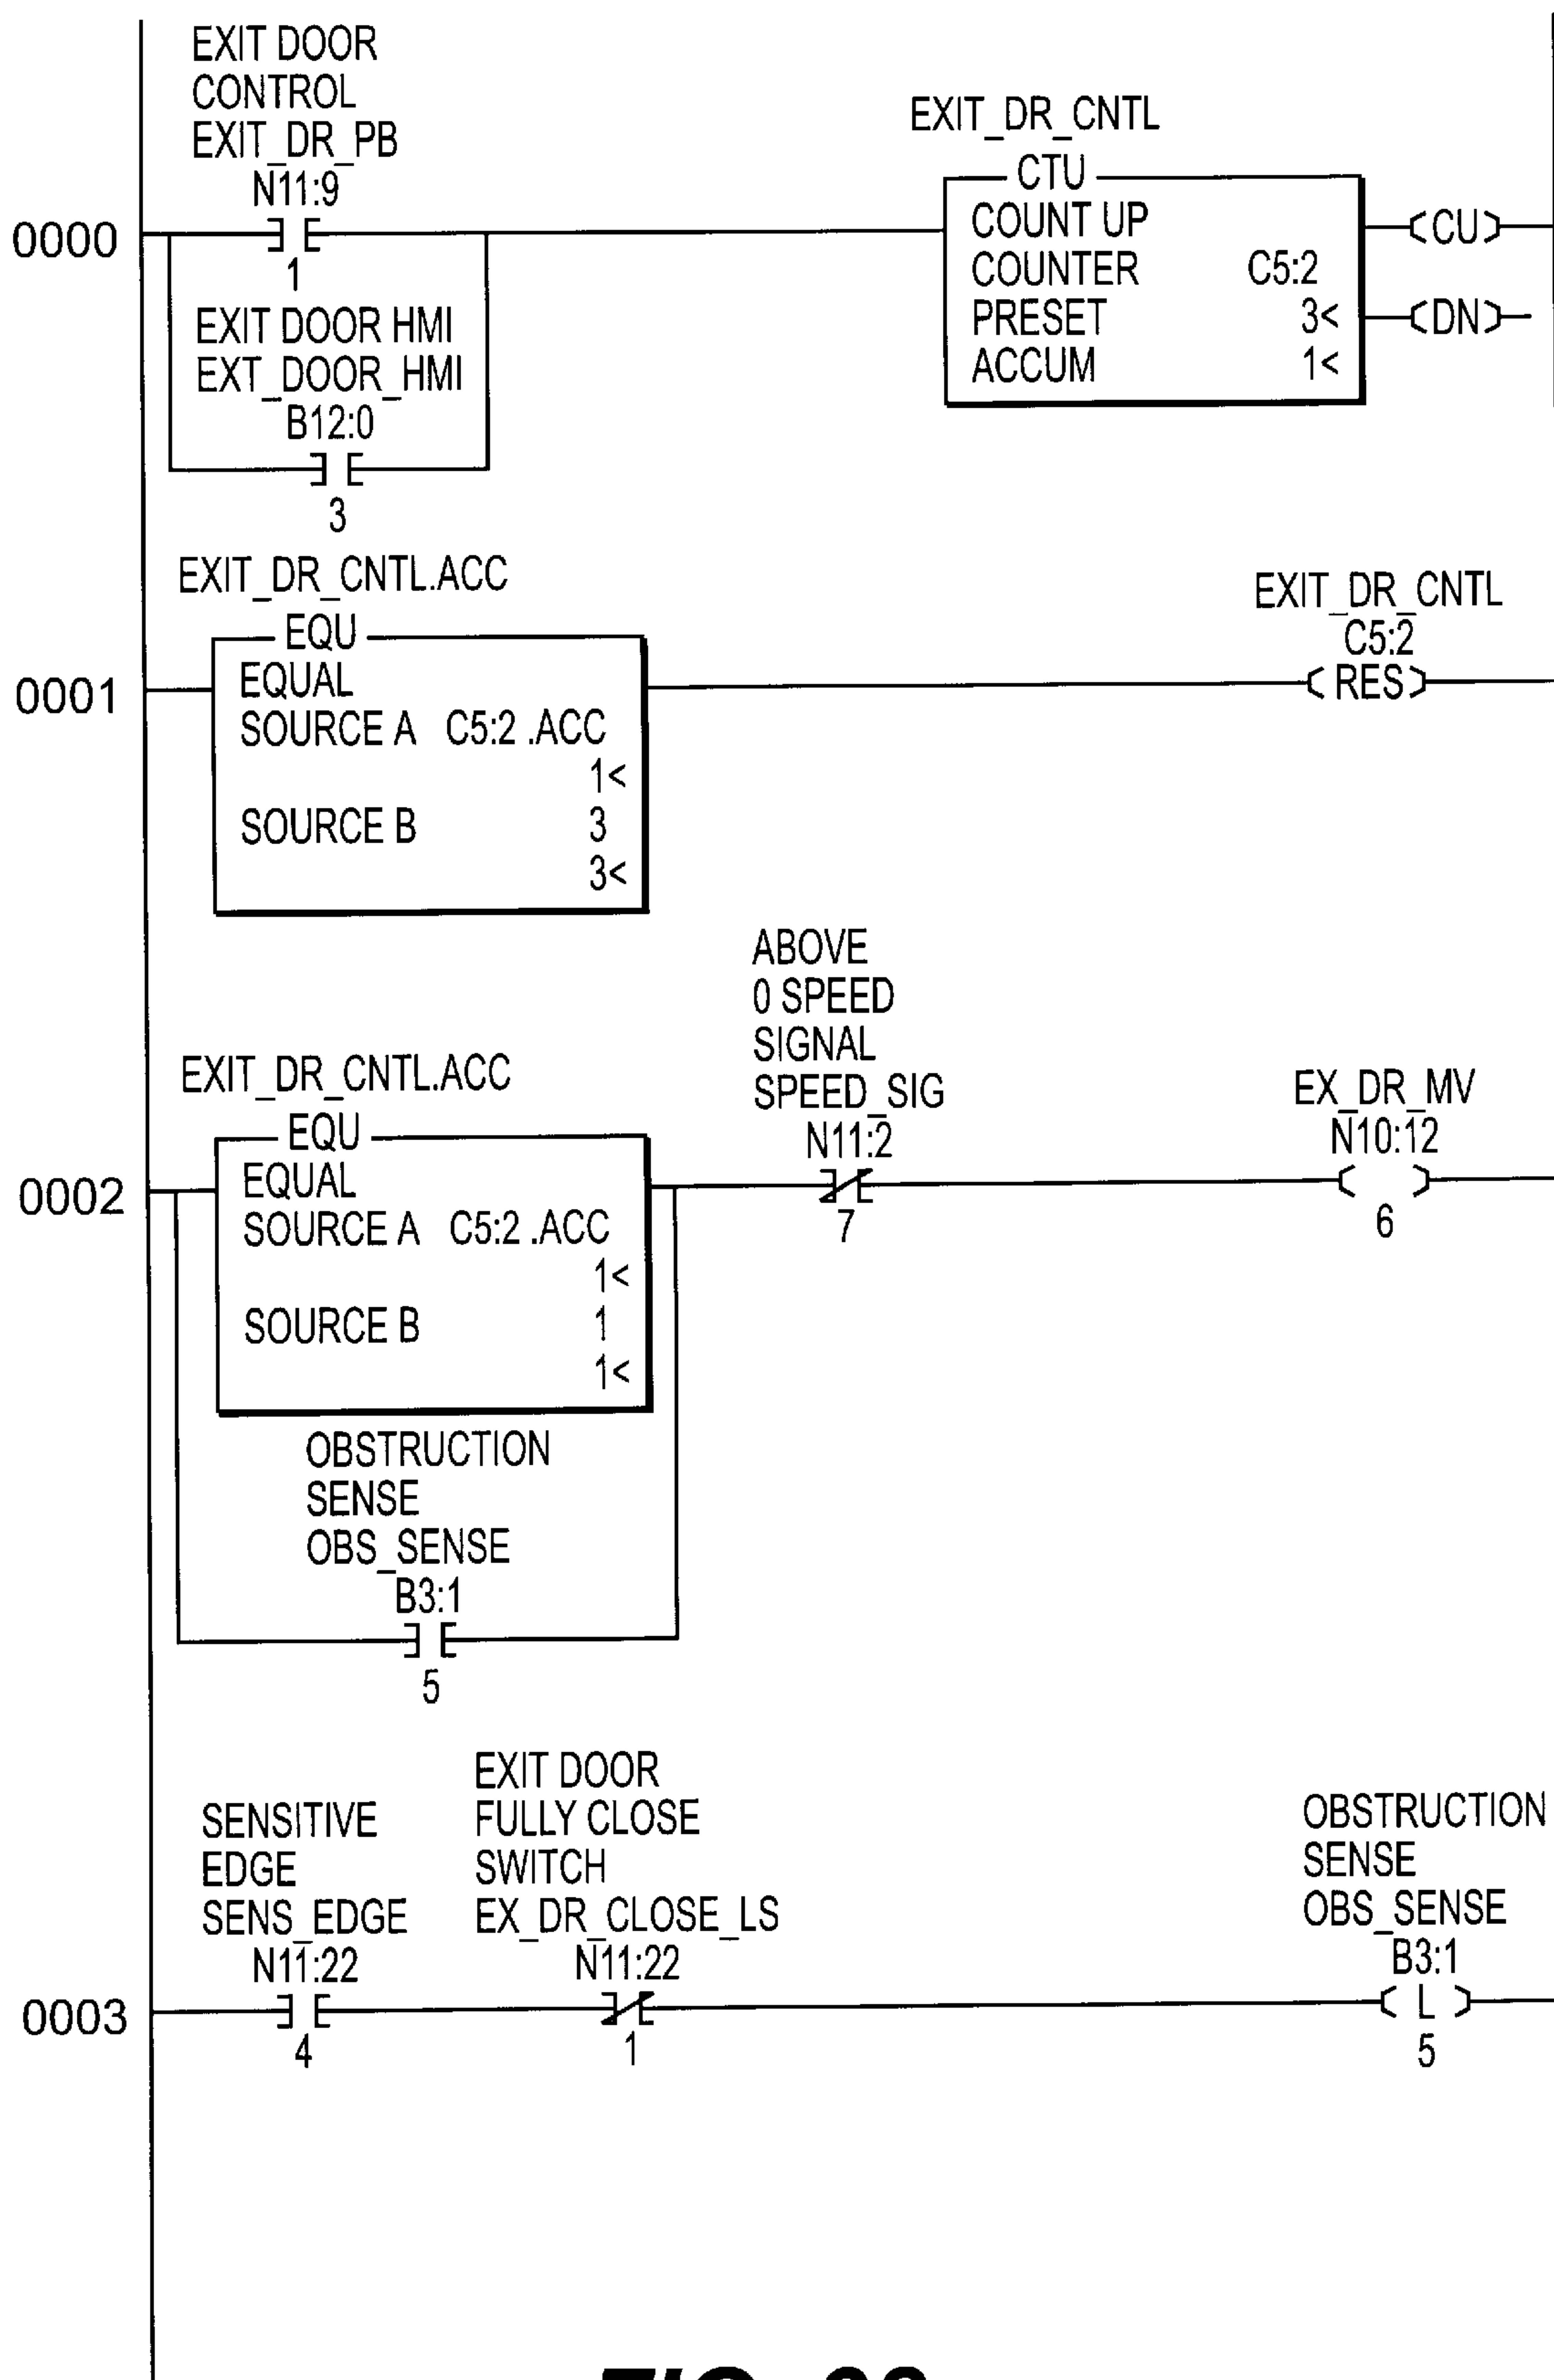 EXIT DOOR
CONTROL
EXIT_DR_PB
N11:9
1
EXIT DOOR HMI
EXT_DOOR_HMI
B12:0
3
0000
EXIT_DR_CNTL
CTU
COUNT UP
COUNTER C5:2
PRESET 3<
ACCUM 1<
CU
DN
EXIT_DR_CNTL.ACC
EQU
EQUAL
SOURCE A C5:2 .ACC
1<
SOURCE B 3
3<
0001
EXIT_DR_CNTL
C5:2
RES
EXIT_DR_CNTL.ACC
EQU
EQUAL
SOURCE A C5:2 .ACC
1<
SOURCE B 1
1<
0002
OBSTRUCTION
SENSE
OBS_SENSE
B3:1
5
ABOVE
0 SPEED
SIGNAL
SPEED_SIG
N11:2
7
EX_DR_MV
N10:12
6
SENSITIVE
EDGE
SENS_EDGE
N11:22
4
0003
EXIT DOOR
FULLY CLOSE
SWITCH
EX_DR_CLOSE_LS
N11:22
1
OBSTRUCTION
SENSE
OBS_SENSE
B3:1
L
5